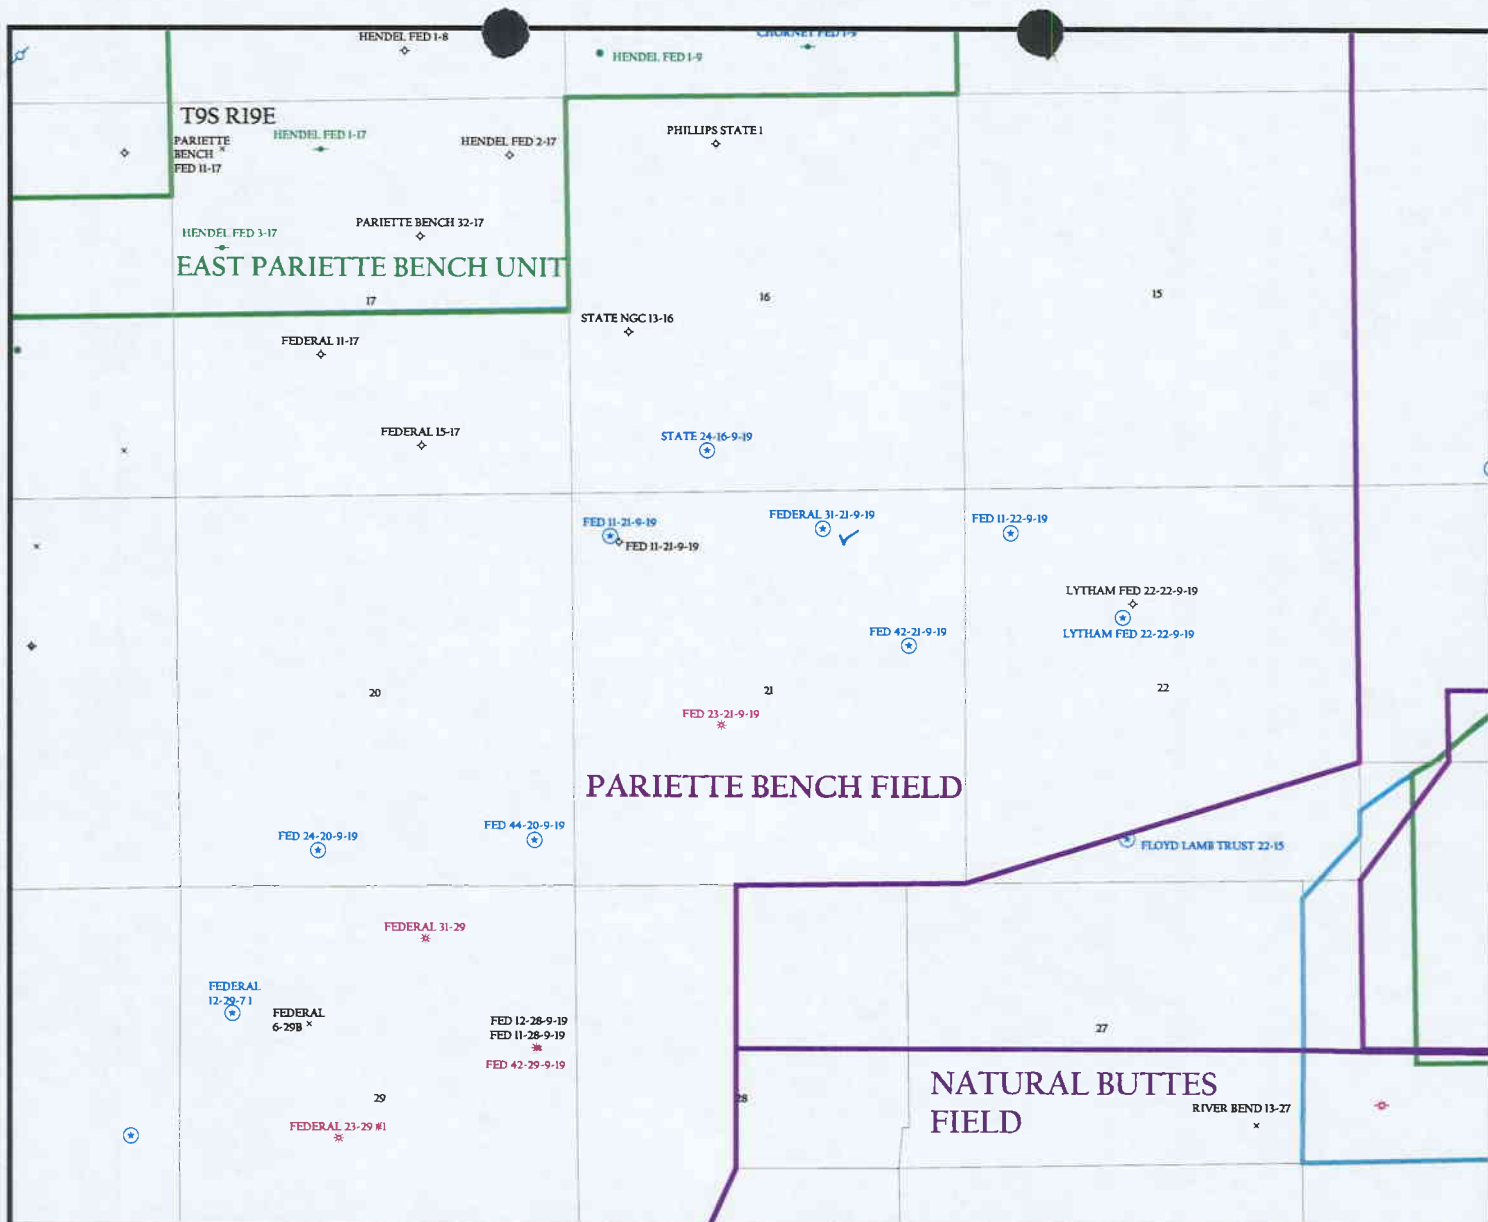 HENDEL FED 1-8
HENDEL FED 1-9
CHORNEY FED 1-9
T9S R19E
PARIETTE
BENCH
FED 11-17
HENDEL FED 1-17
HENDEL FED 2-17
PHILLIPS STATE 1
PARIETTE BENCH 32-17
HENDEL FED 3-17
EAST PARIETTE BENCH UNIT
17
16
15
STATE NGC 13-16
FEDERAL 11-17
FEDERAL 15-17
STATE 24-16-9-19
FED 11-21-9-19
FED 11-21-9-19
FEDERAL 31-21-9-19
FED 11-22-9-19
LYTHAM FED 22-22-9-19
LYTHAM FED 22-22-9-19
FED 42-21-9-19
20
21
22
FED 23-21-9-19
PARIETTE BENCH FIELD
FED 24-20-9-19
FED 44-20-9-19
FLOYD LAMB TRUST 22-15
FEDERAL 31-29
FEDERAL
12-29-7 1
FEDERAL
6-29B
FED 12-28-9-19
FED 11-28-9-19
FED 42-29-9-19
27
NATURAL BUTTES
FIELD
29
28
RIVER BEND 13-27
FEDERAL 23-29 #1